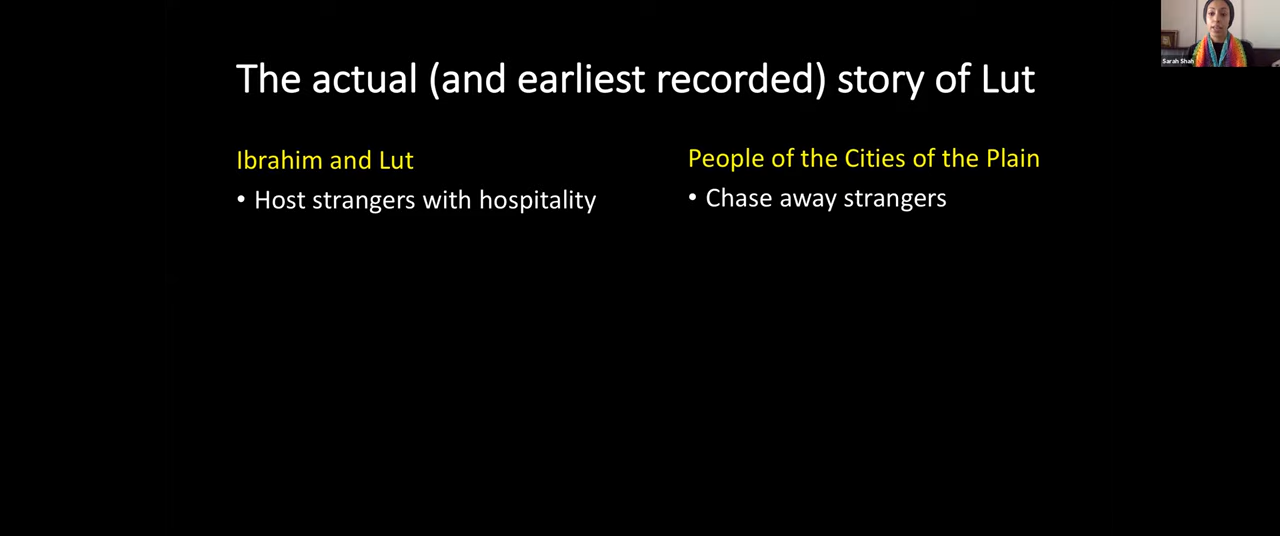 The actual (and earliest recorded) story of Lut
Ibrahim and Lut
• Host strangers with hospitality
People of the Cities of the Plain
• Chase away strangers
Sarah Shah